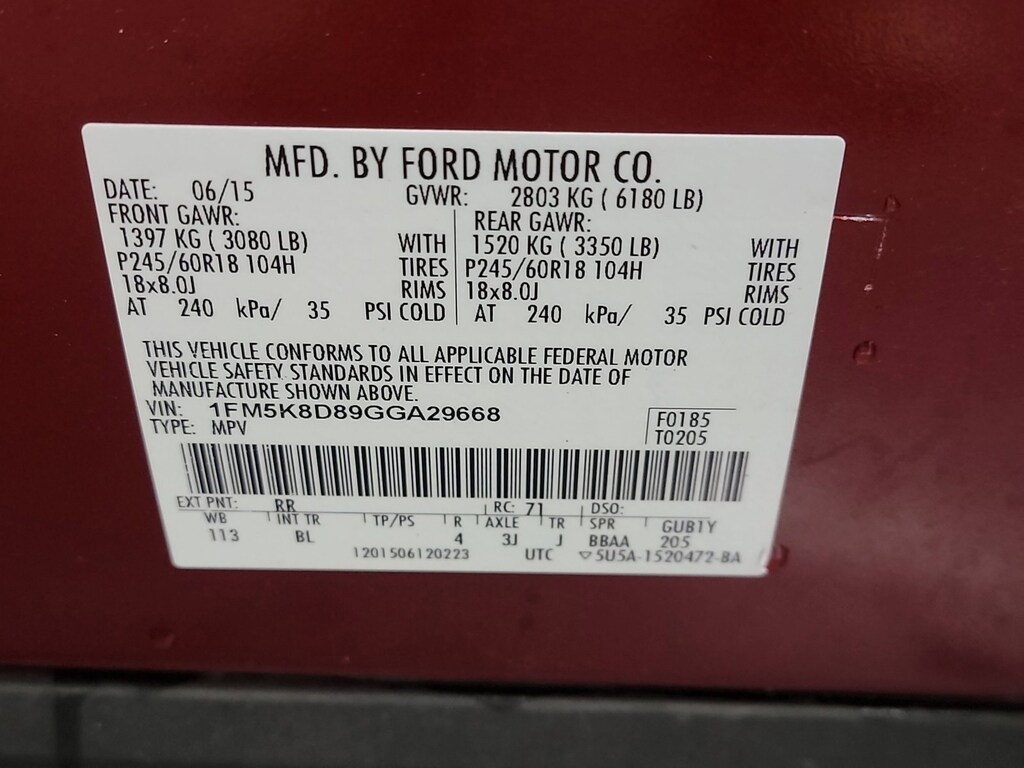 MFD. BY FORD MOTOR CO.
DATE: 06/15 GVWR: 2803 KG ( 6180 LB)
FRONT GAWR: REAR GAWR:
1397 KG ( 3080 LB) WITH 1520 KG ( 3350 LB) WITH
P245/60R18 104H TIRES P245/60R18 104H TIRES
18x8.0J RIMS 18x8.0J RIMS
AT 240 kPa/ 35 PSI COLD AT 240 kPa/ 35 PSI COLD
THIS VEHICLE CONFORMS TO ALL APPLICABLE FEDERAL MOTOR
VEHICLE SAFETY STANDARDS IN EFFECT ON THE DATE OF
MANUFACTURE SHOWN ABOVE.
VIN: 1FM5K8D89GGA29668 F0185
TYPE: MPV T0205
EXT PNT: RR RC: 71 DSO:
WB INT TR TP/PS R AXLE TR SPR GUB1Y
113 BL 4 3J J BBAA 205
1201506120223 UTC ▽5U5A-1520472-BA